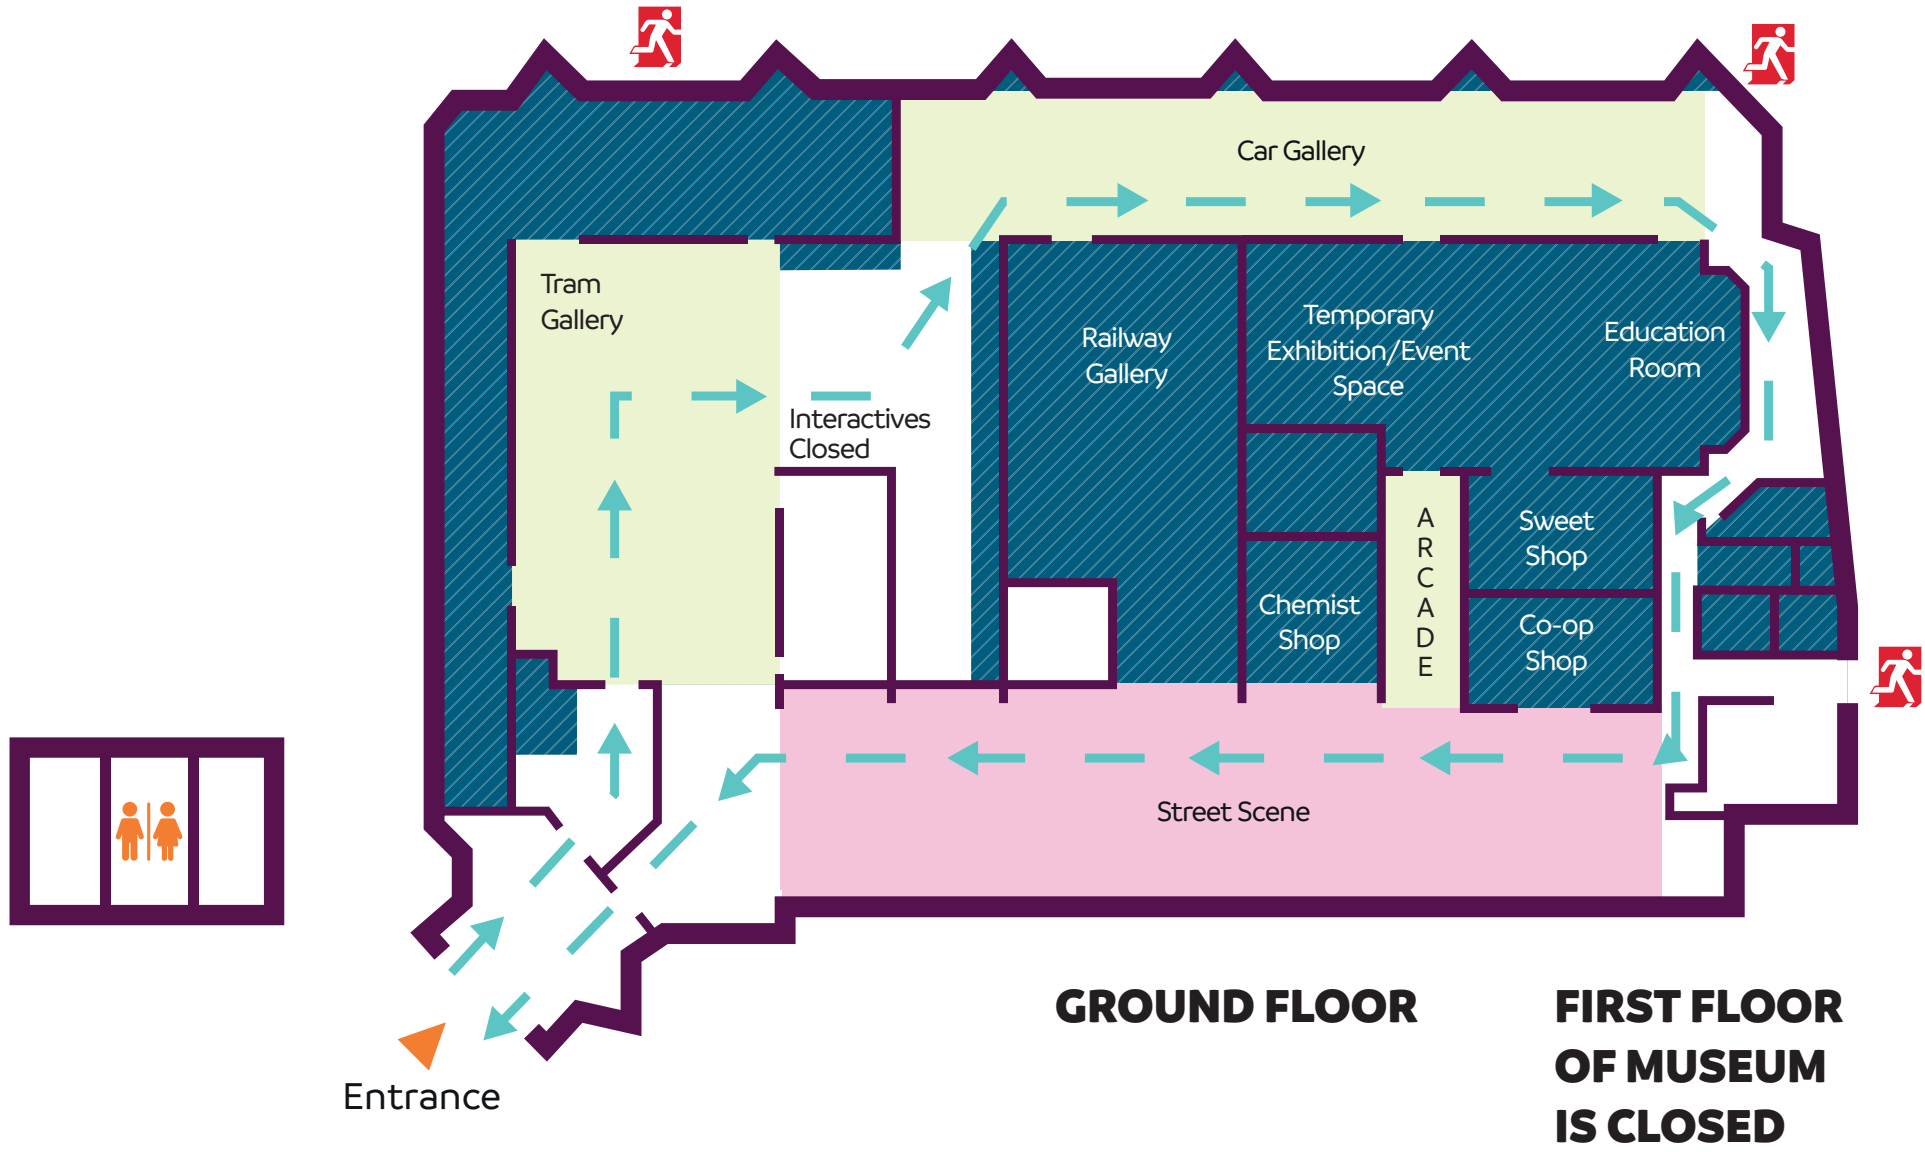 Car Gallery
Tram
Gallery
Temporary
Exhibition/Event
Space
Railway
Gallery
Education
Room
Interactives
Closed
A
R
C
A
D
E
Sweet
Shop
Chemist
Shop
Co-op
Shop
Street Scene
GROUND FLOOR
FIRST FLOOR
OF MUSEUM
IS CLOSED
Entrance